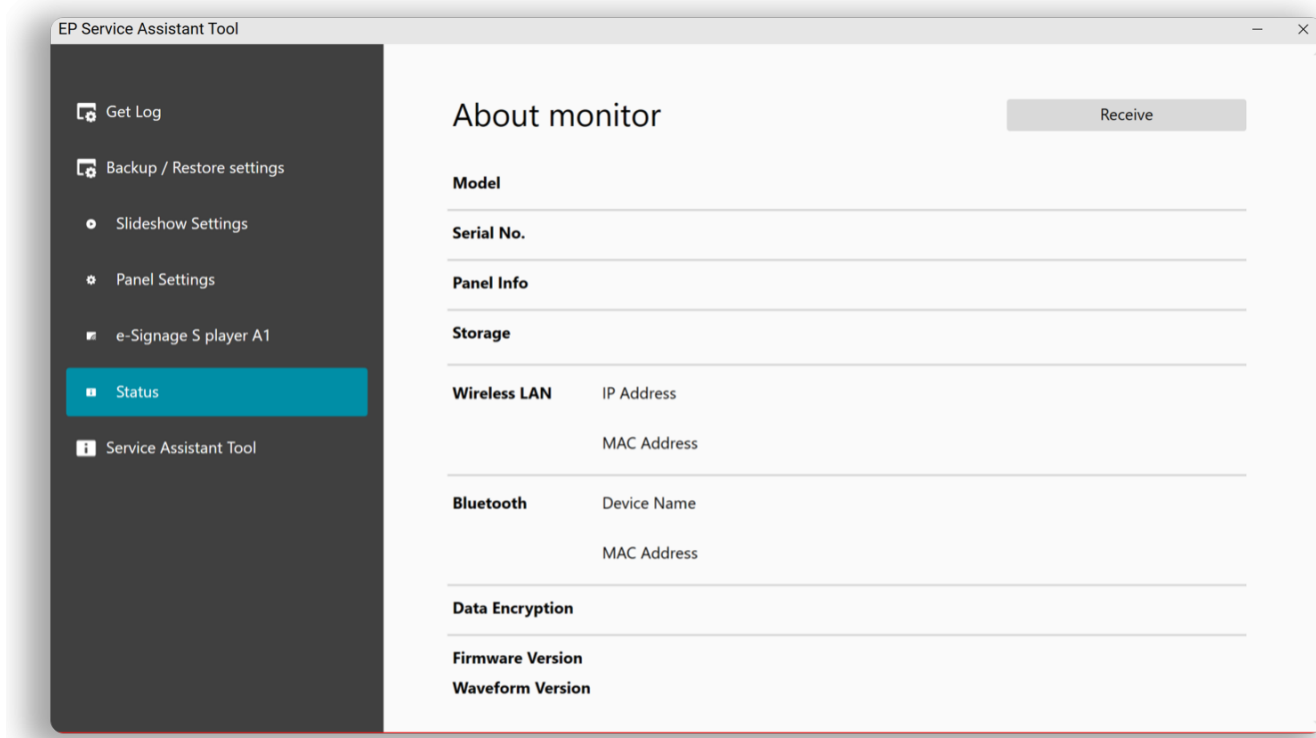 EP Service Assistant Tool
Get Log
Backup / Restore settings
Slideshow Settings
Panel Settings
e-Signage S player A1
Status
Service Assistant Tool
About monitor
Receive
Model
Serial No.
Panel Info
Storage
Wireless LAN IP Address
MAC Address
Bluetooth Device Name
MAC Address
Data Encryption
Firmware Version
Waveform Version